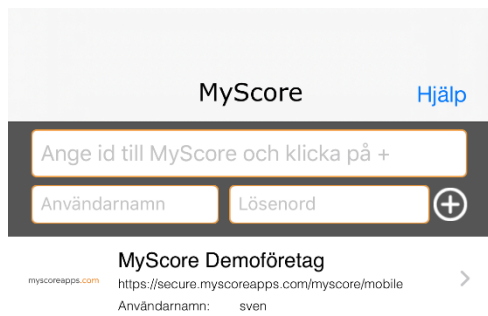 MyScore
Hjälp
Ange id till MyScore och klicka på +
Användarnamn
Lösenord
MyScore Demoföretag
myscoreapps.com
https://secure.myscoreapps.com/myscore/mobile
Användarnamn: sven